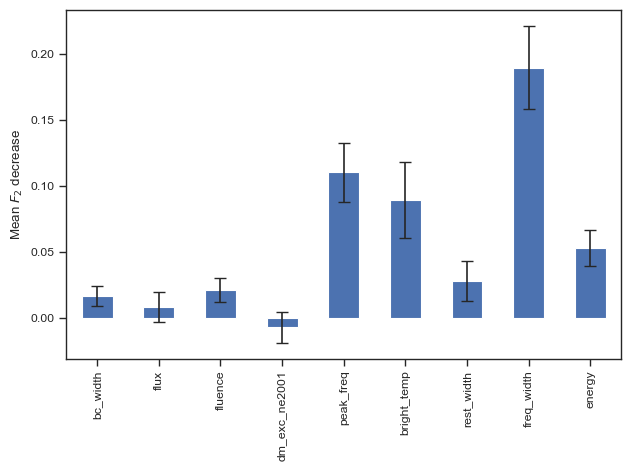 Mean F₂ decrease
0.20
0.15
0.10
0.05
0.00
bc_width
flux
fluence
dm_exc_ne2001
peak_freq
bright_temp
rest_width
freq_width
energy